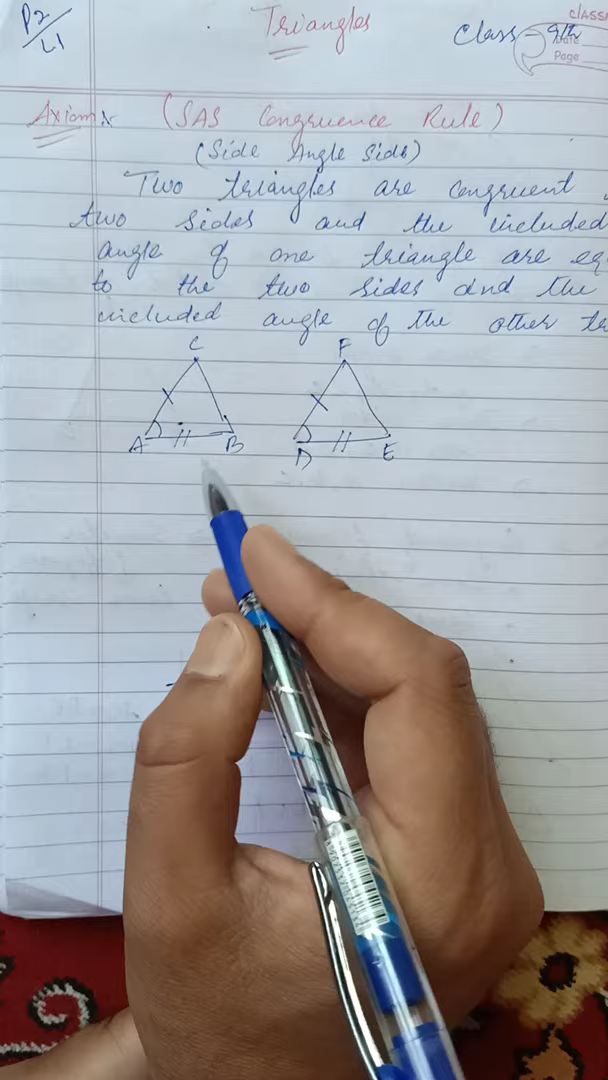 P2/L1
Triangles
Class - 9th
classm
Date
Page
Axiom:
(SAS Congruence Rule)
(Side Angle Side)
Two triangles are congruent
two sides and the included
angle of one triangle are eq
to the two sides and the
included angle of the other
C
F
A
B
D
E